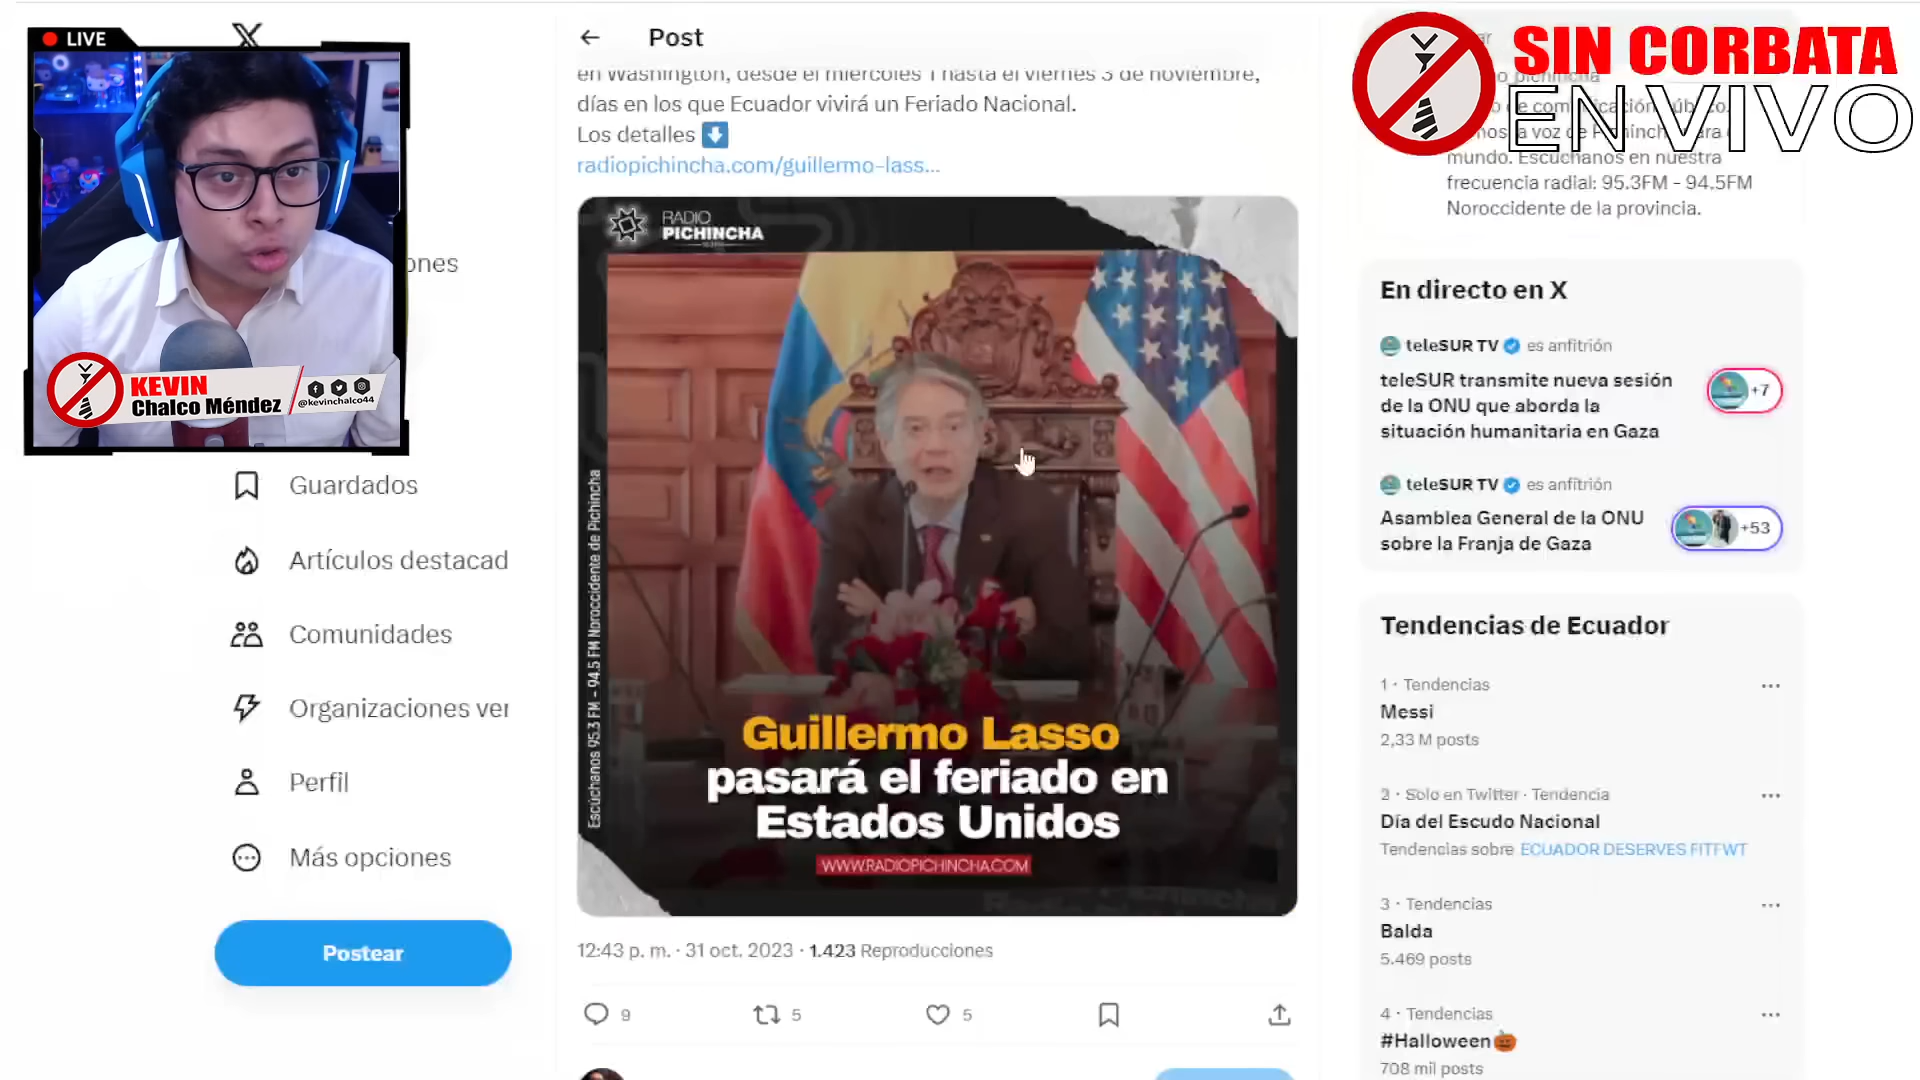 LIVE
KEVIN
Chalco Méndez
@kevinchalco44
ones
Guardados
Artículos destacad
Comunidades
Organizaciones ver
Perfil
Más opciones
Postear
Post
en Washington, desde el miércoles 1 hasta el viernes 3 de noviembre,
días en los que Ecuador vivirá un Feriado Nacional.
Los detalles
radiopichincha.com/guillermo-lass...
RADIO
PICHINCHA
Escúchanos 95.3 FM - 94.5 FM Noroccidente de Pichincha
Guillermo Lasso
pasará el feriado en
Estados Unidos
WWW.RADIOPICHINCHA.COM
12:43 p. m. · 31 oct. 2023 · 1.423 Reproducciones
9
5
5
SIN CORBATA
EN VIVO
mundo. Escúchanos en nuestra
frecuencia radial: 95.3FM - 94.5FM
Noroccidente de la provincia.
En directo en X
teleSUR TV es anfitrión
teleSUR transmite nueva sesión
de la ONU que aborda la
situación humanitaria en Gaza
+7
teleSUR TV es anfitrión
Asamblea General de la ONU
sobre la Franja de Gaza
+53
Tendencias de Ecuador
1 · Tendencias
Messi
2,33 M posts
2 · Solo en Twitter · Tendencia
Día del Escudo Nacional
Tendencias sobre ECUADOR DESERVES FITFWT
3 · Tendencias
Balda
5.469 posts
4 · Tendencias
#Halloween
708 mil posts